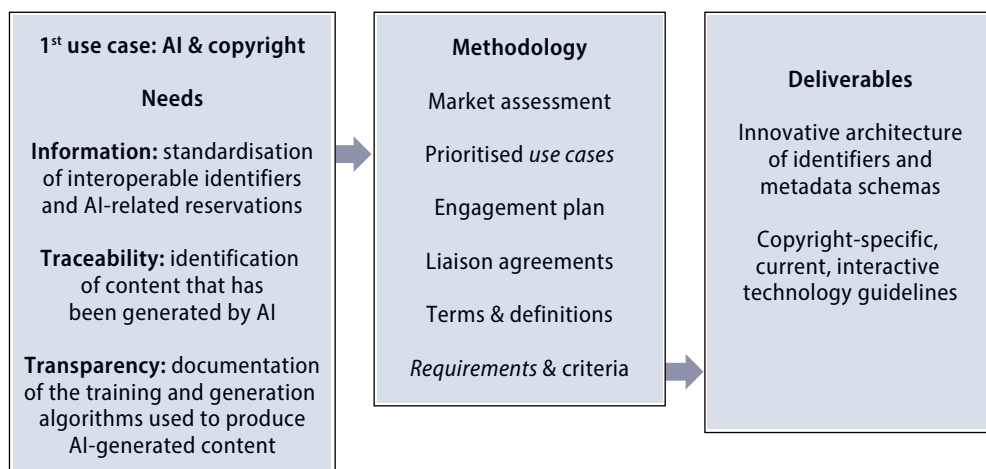 1st use case: AI & copyright
Needs
Information: standardisation
of interoperable identifiers
and AI-related reservations
Traceability: identification
of content that has
been generated by AI
Transparency: documentation
of the training and generation
algorithms used to produce
AI-generated content
Methodology
Market assessment
Prioritised use cases
Engagement plan
Liaison agreements
Terms & definitions
Requirements & criteria
Deliverables
Innovative architecture
of identifiers and
metadata schemas
Copyright-specific,
current, interactive
technology guidelines